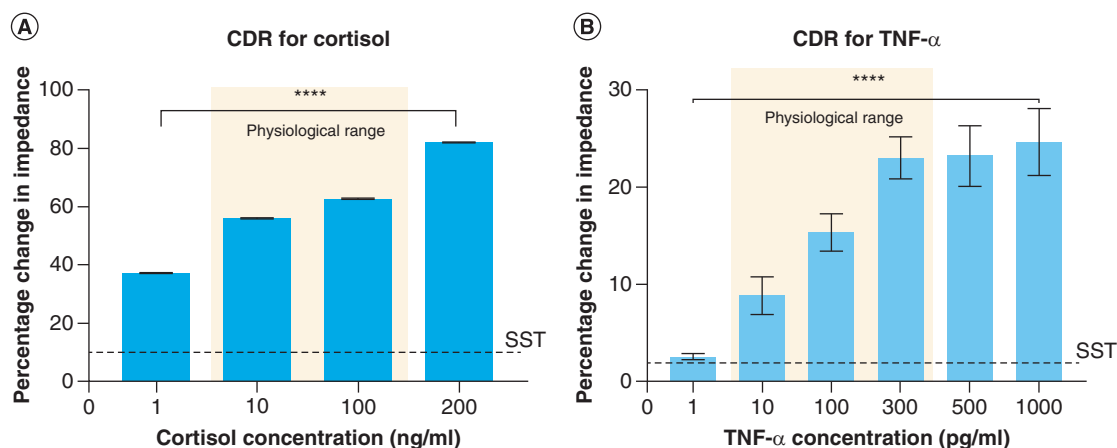 A
CDR for cortisol
Percentage change in impedance
100
80
60
40
20
0
****
Physiological range
SST
0 1 10 100 200
Cortisol concentration (ng/ml)
B
CDR for TNF-α
Percentage change in impedance
30
20
10
0
****
Physiological range
SST
0 1 10 100 300 500 1000
TNF-α concentration (pg/ml)